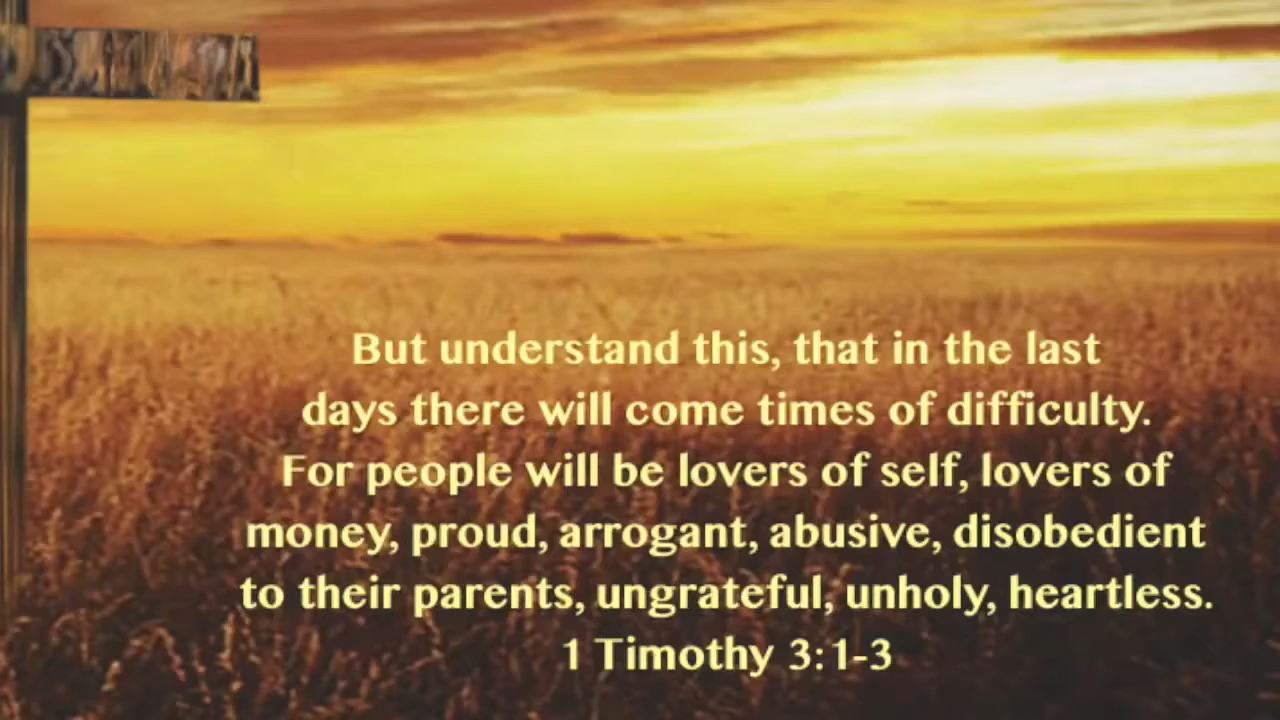 But understand this, that in the last
days there will come times of difficulty.
For people will be lovers of self, lovers of
money, proud, arrogant, abusive, disobedient
to their parents, ungrateful, unholy, heartless.
1 Timothy 3:1-3